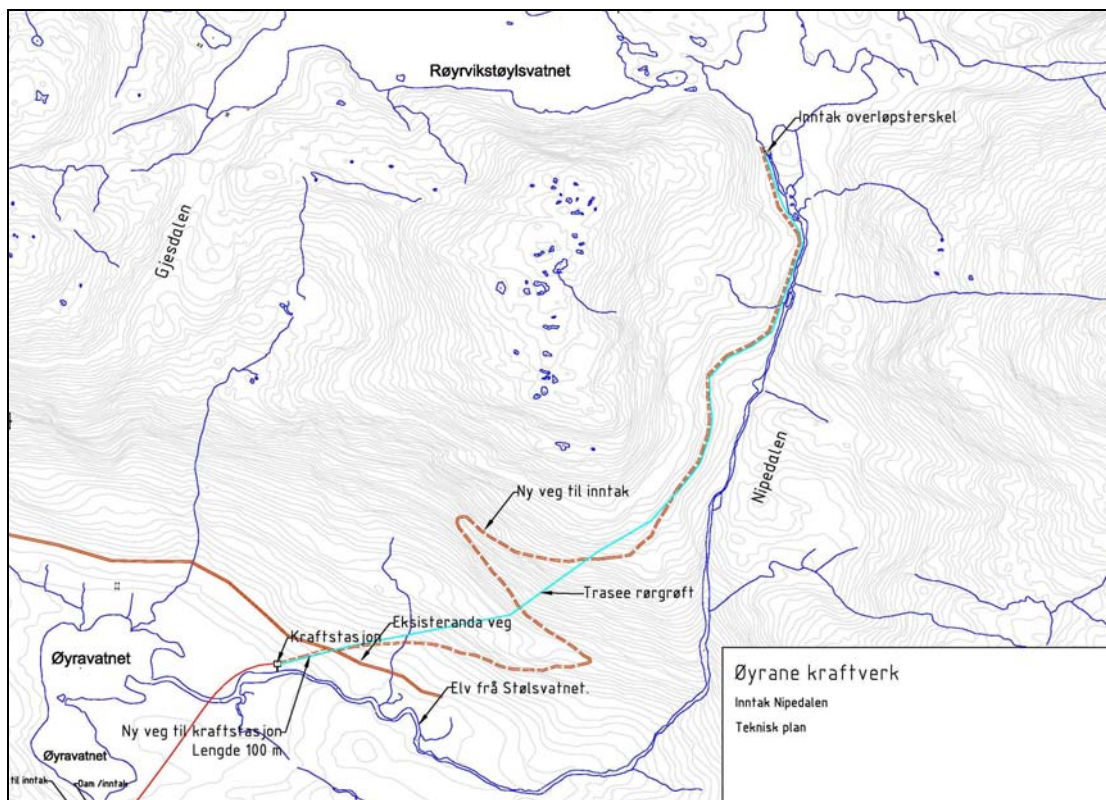 Røyrvikstøylsvatnet
Inntak overløpsterskel
Gjesdalen
Nipedalen
Ny veg til inntak
Trasee rørgrøft
Kraftstasjon
Eksisteranda veg
Øyravatnet
Elv frå Stølsvatnet.
Ny veg til kraftstasjon
Lengde 100 m
Øyravatnet
til inntak
Dam /inntak
Øyrane kraftverk
Inntak Nipedalen
Teknisk plan